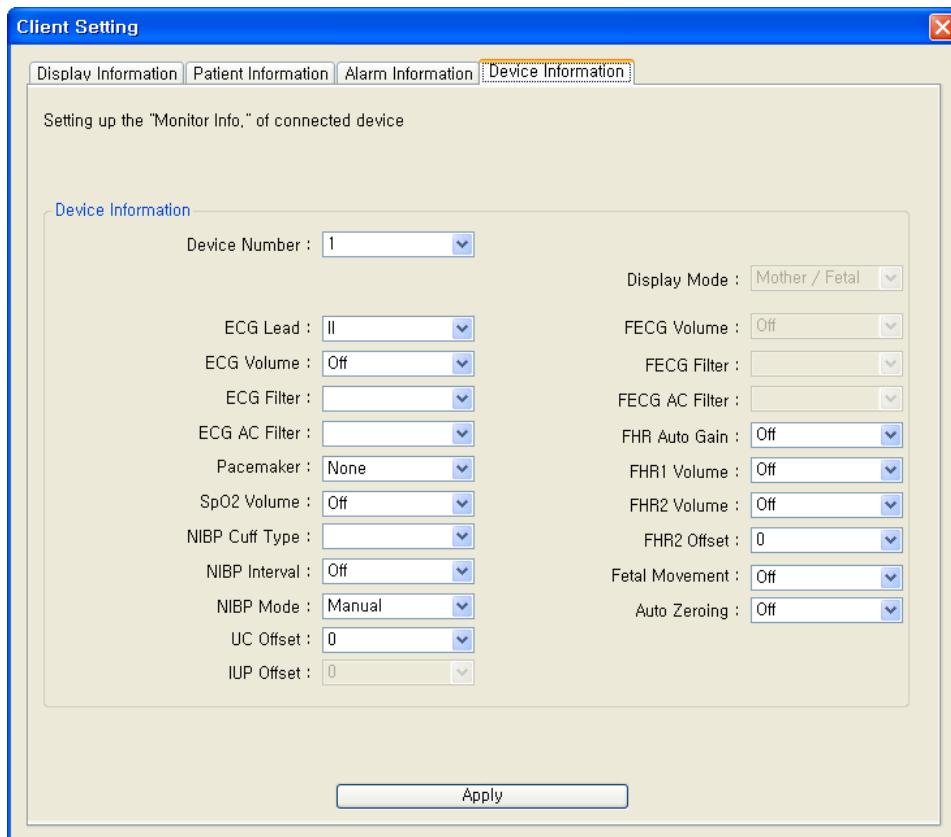 Client Setting
Display Information Patient Information Alarm Information Device Information
Setting up the "Monitor Info," of connected device
Device Information
Device Number : 1
Display Mode : Mother / Fetal
ECG Lead : II
FECG Volume : Off
ECG Volume : Off
FECG Filter :
ECG Filter :
FECG AC Filter :
ECG AC Filter :
FHR Auto Gain : Off
Pacemaker : None
FHR1 Volume : Off
SpO2 Volume : Off
FHR2 Volume : Off
NIBP Cuff Type :
FHR2 Offset : 0
NIBP Interval : Off
Fetal Movement : Off
NIBP Mode : Manual
Auto Zeroing : Off
UC Offset : 0
IUP Offset : 0
Apply